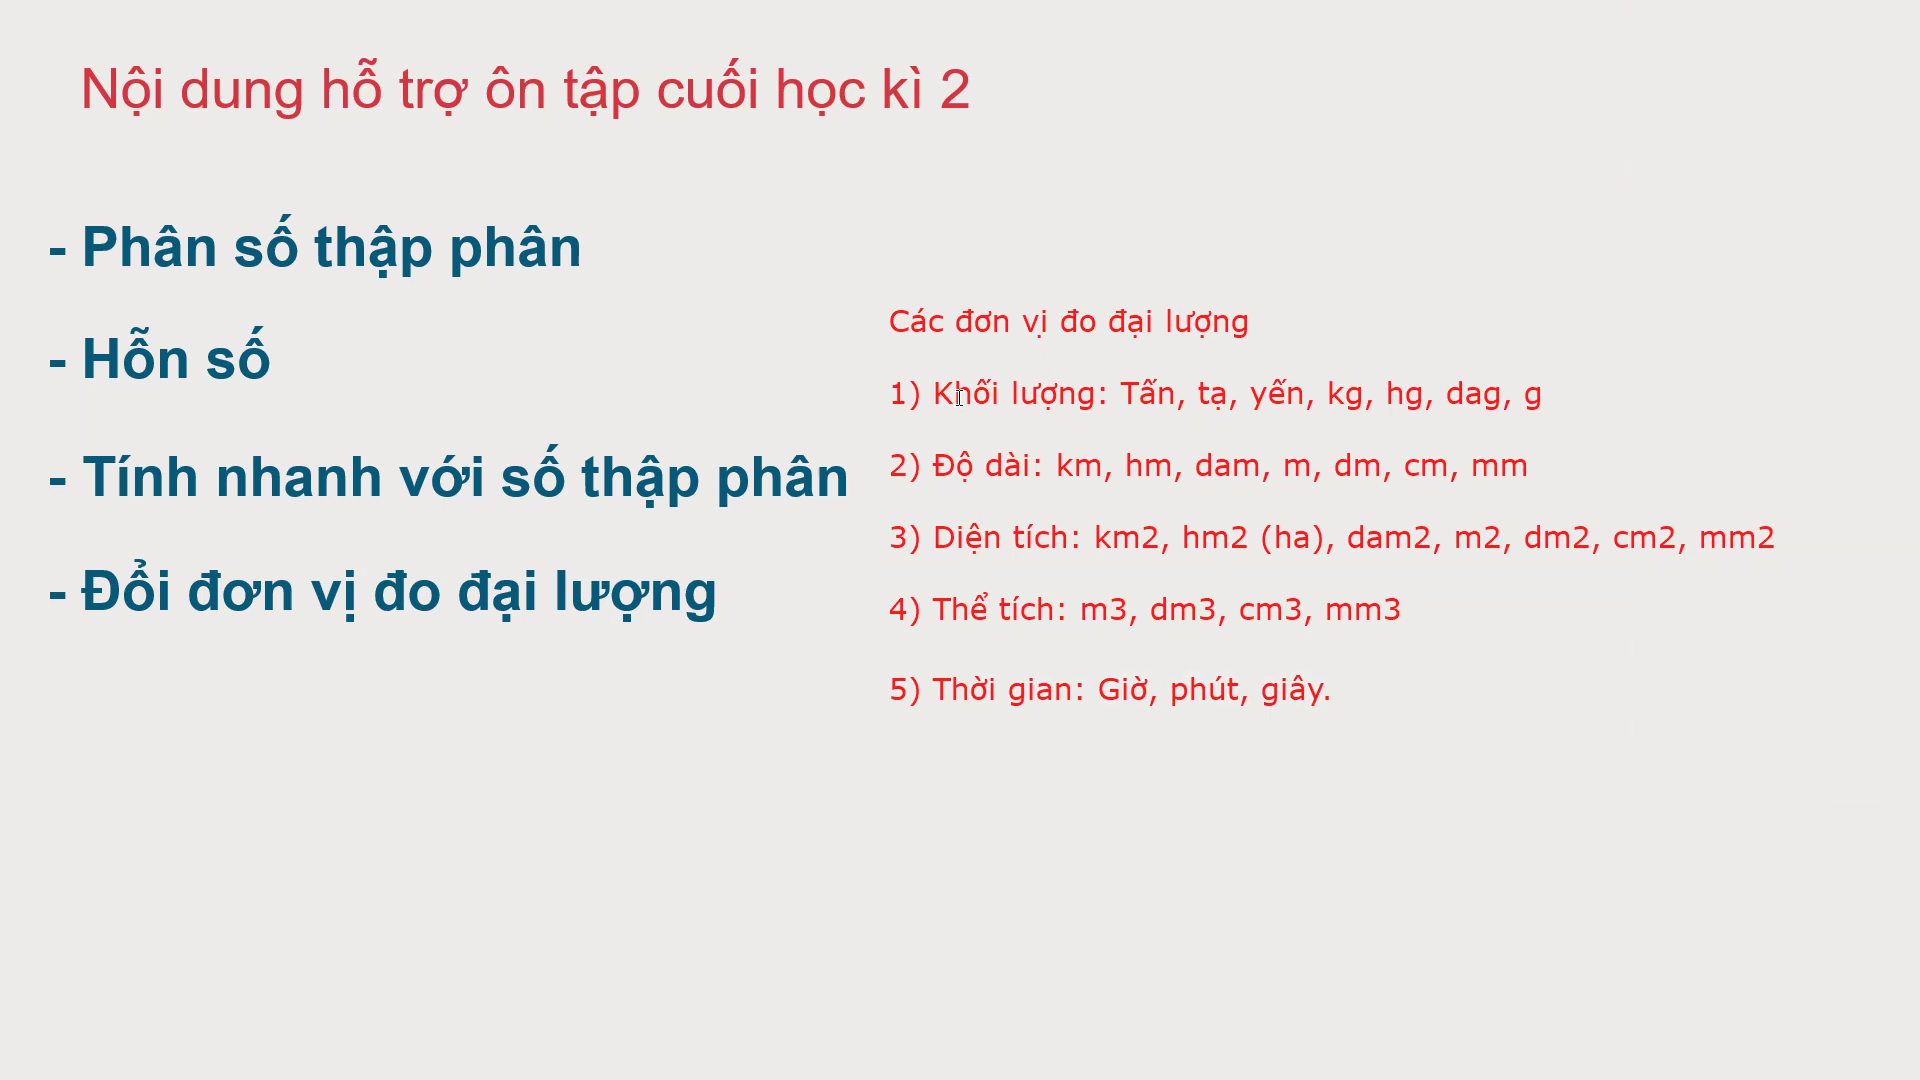 Nội dung hỗ trợ ôn tập cuối học kì 2
- Phân số thập phân
- Hỗn số
- Tính nhanh với số thập phân
- Đổi đơn vị đo đại lượng
Các đơn vị đo đại lượng
1) Khối lượng: Tấn, tạ, yến, kg, hg, dag, g
2) Độ dài: km, hm, dam, m, dm, cm, mm
3) Diện tích: km2, hm2 (ha), dam2, m2, dm2, cm2, mm2
4) Thể tích: m3, dm3, cm3, mm3
5) Thời gian: Giờ, phút, giây.